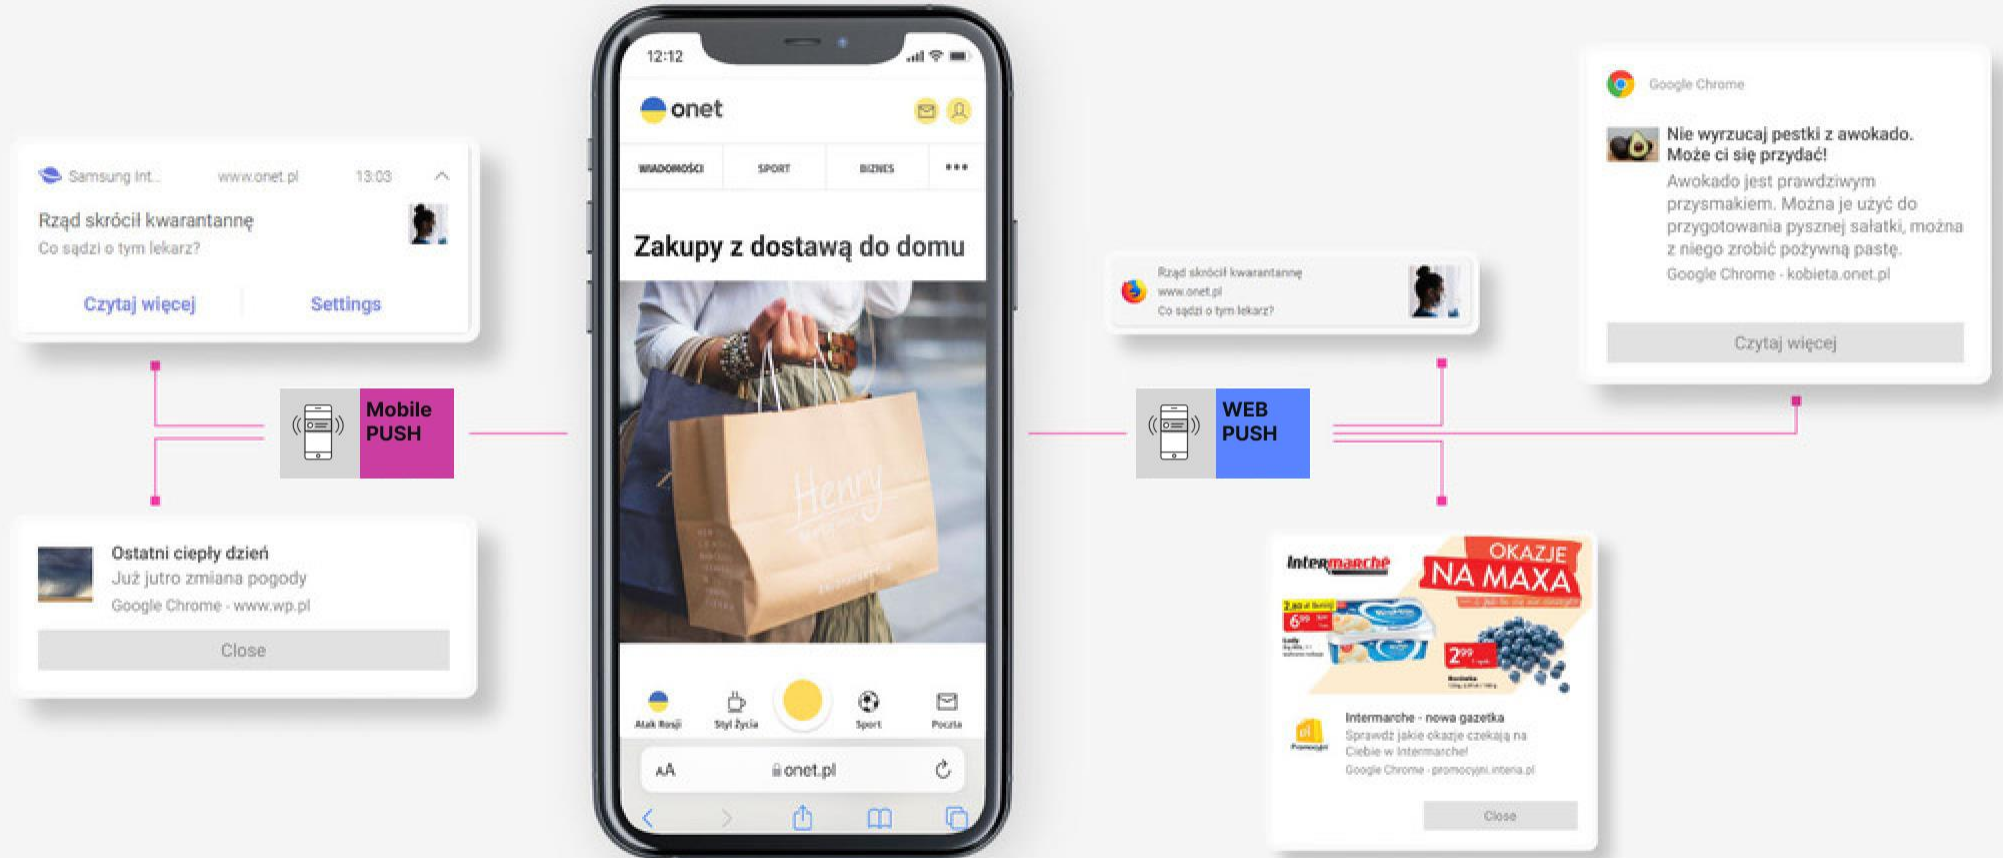 Samsung Int... www.onet.pl 13:03
Rząd skrócił kwarantannę
Co sądzi o tym lekarz?
Czytaj więcej Settings
Mobile
PUSH
Ostatni ciepły dzień
Już jutro zmiana pogody
Google Chrome - www.wp.pl
Close
12:12
onet
WIADOMOŚCI SPORT BIZNES
Zakupy z dostawą do domu
Henry
Atak Rosji Styl Życia Sport Poczta
AA onet.pl
WEB
PUSH
Rząd skrócił kwarantannę
www.onet.pl
Co sądzi o tym lekarz?
Google Chrome
Nie wyrzucaj pestki z awokado.
Może ci się przydać!
Awokado jest prawdziwym
przysmakiem. Można je użyć do
przygotowania pysznej sałatki, można
z niego zrobić pożywną pastę.
Google Chrome - kobieta.onet.pl
Czytaj więcej
Intermarché
OKAZJE
NA MAXA
699
Lody
299
Borówka
pl
Promocyjni
Intermarche - nowa gazetka
Sprawdź jakie okazje czekają na
Ciebie w Intermarche!
Google Chrome - promocyjni.interia.pl
Close